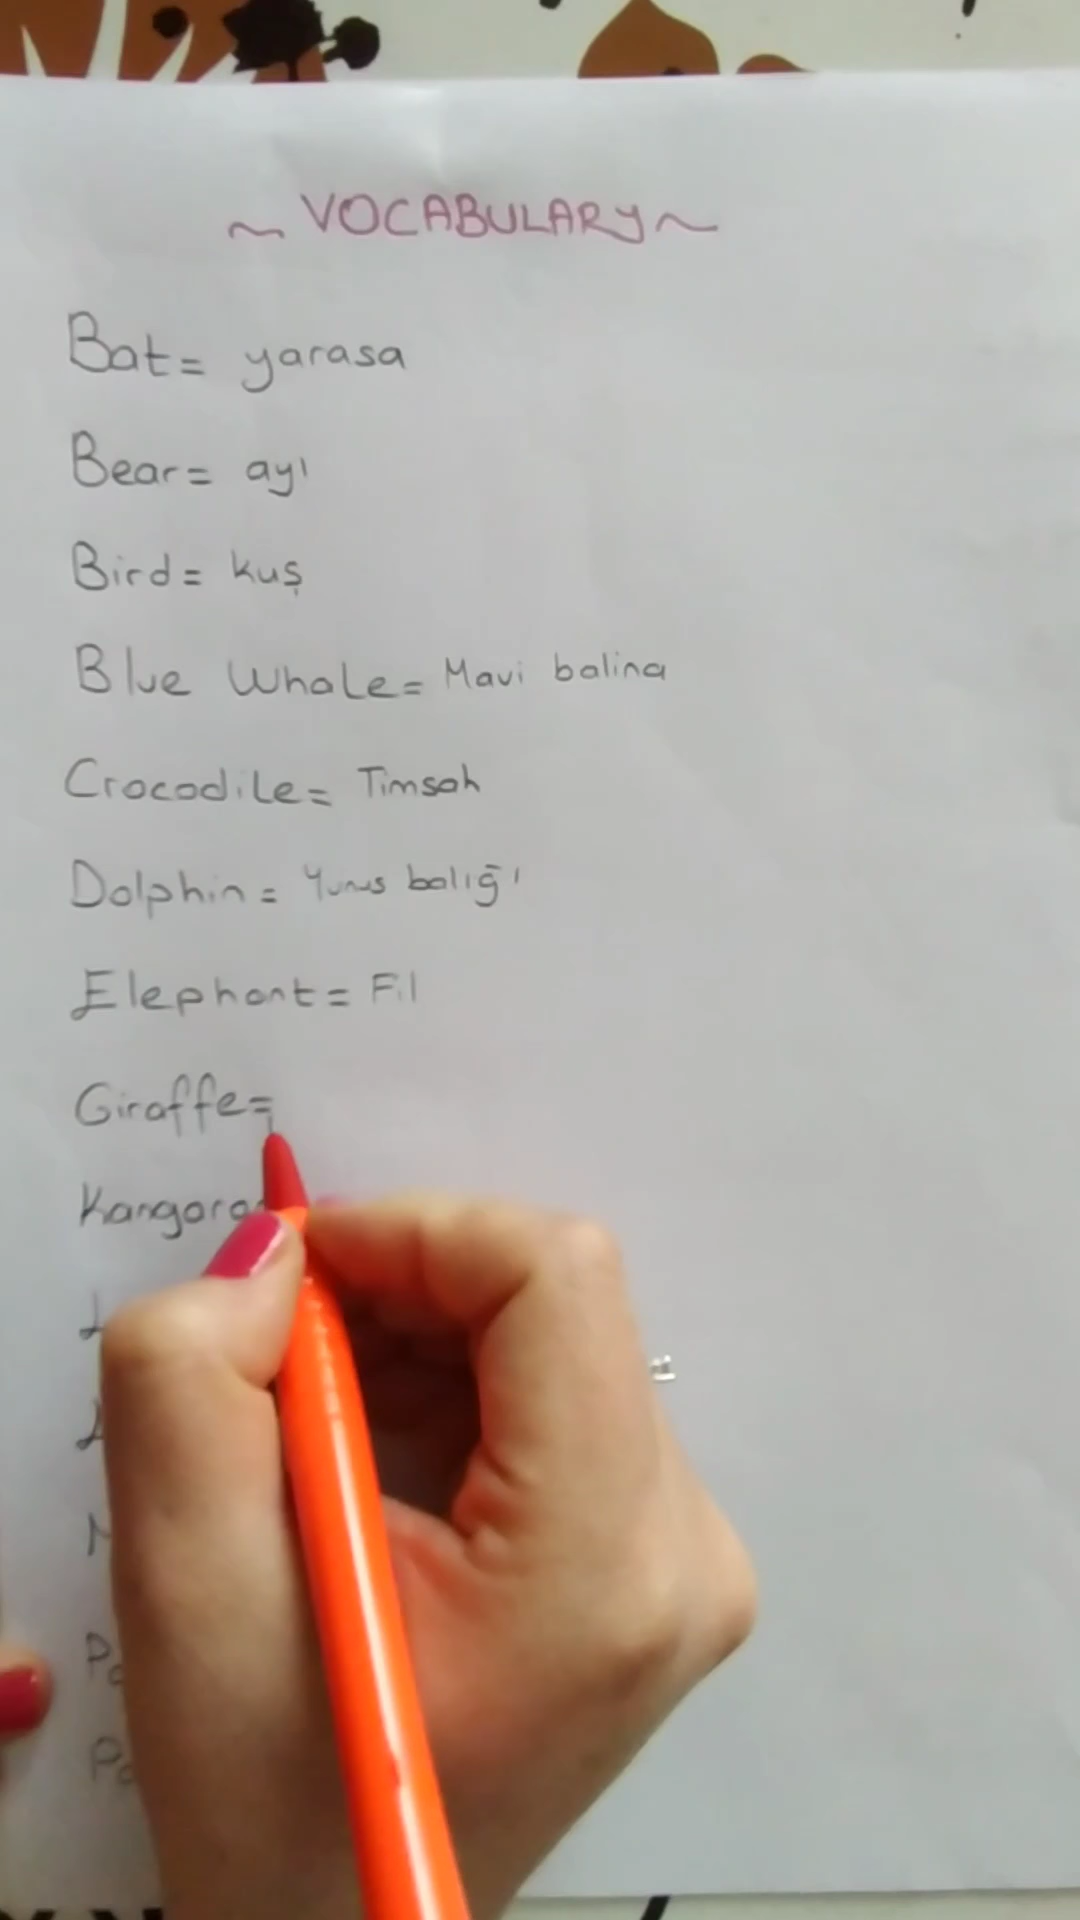 ~ VOCABULARY ~
Bat= yarasa
Bear= ayı
Bird= kuş
Blue Whale= Mavi balina
Crocodile= Timsah
Dolphin= Yunus balığı
Elephant= Fil
Giraffe=